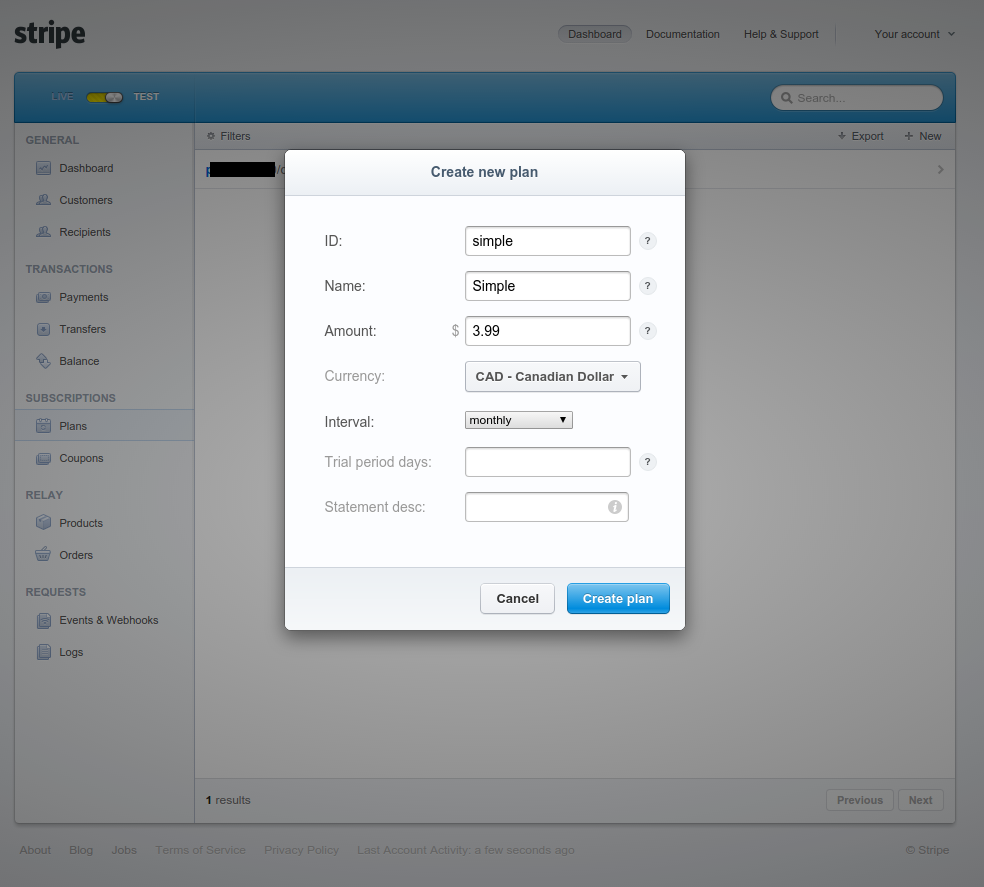 stripe
Dashboard Documentation Help & Support Your account
LIVE TEST Search...
GENERAL
Dashboard
Customers
Recipients
TRANSACTIONS
Payments
Transfers
Balance
SUBSCRIPTIONS
Plans
Coupons
RELAY
Products
Orders
REQUESTS
Events & Webhooks
Logs
Filters Export New
Create new plan
ID: simple ?
Name: Simple ?
Amount: $ 3.99 ?
Currency: CAD - Canadian Dollar
Interval: monthly
Trial period days: ?
Statement desc: i
Cancel Create plan
1 results Previous Next
About Blog Jobs Terms of Service Privacy Policy Last Account Activity: a few seconds ago © Stripe